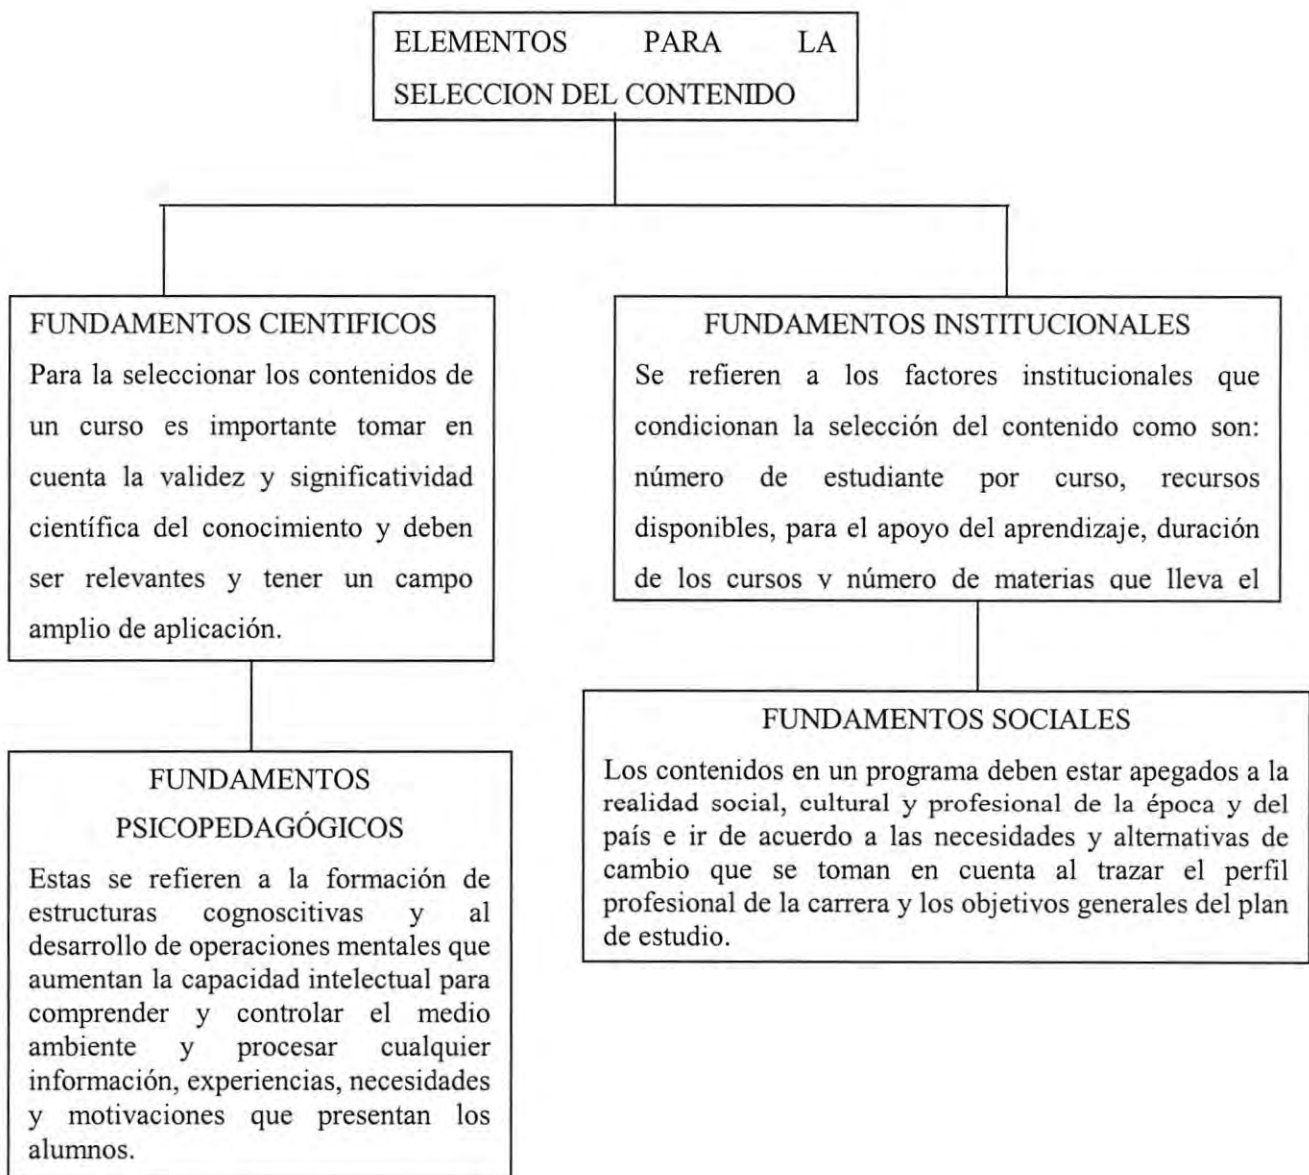 ELEMENTOS PARA LA
SELECCION DEL CONTENIDO
FUNDAMENTOS CIENTIFICOS
Para la seleccionar los contenidos de
un curso es importante tomar en
cuenta la validez y significatividad
científica del conocimiento y deben
ser relevantes y tener un campo
amplio de aplicación.
FUNDAMENTOS INSTITUCIONALES
Se refieren a los factores institucionales que
condicionan la selección del contenido como son:
número de estudiante por curso, recursos
disponibles, para el apoyo del aprendizaje, duración
de los cursos y número de materias que lleva el
FUNDAMENTOS
PSICOPEDAGÓGICOS
Estas se refieren a la formación de
estructuras cognoscitivas y al
desarrollo de operaciones mentales que
aumentan la capacidad intelectual para
comprender y controlar el medio
ambiente y procesar cualquier
información, experiencias, necesidades
y motivaciones que presentan los
alumnos.
FUNDAMENTOS SOCIALES
Los contenidos en un programa deben estar apegados a la
realidad social, cultural y profesional de la época y del
país e ir de acuerdo a las necesidades y alternativas de
cambio que se toman en cuenta al trazar el perfil
profesional de la carrera y los objetivos generales del plan
de estudio.